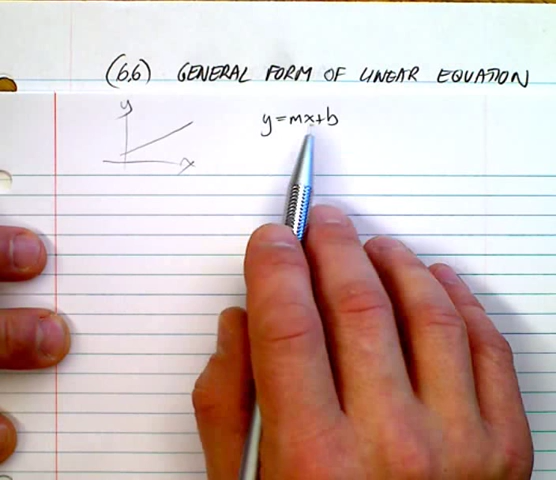 (6.6) GENERAL FORM OF LINEAR EQUATION
y
y=mx+b
x